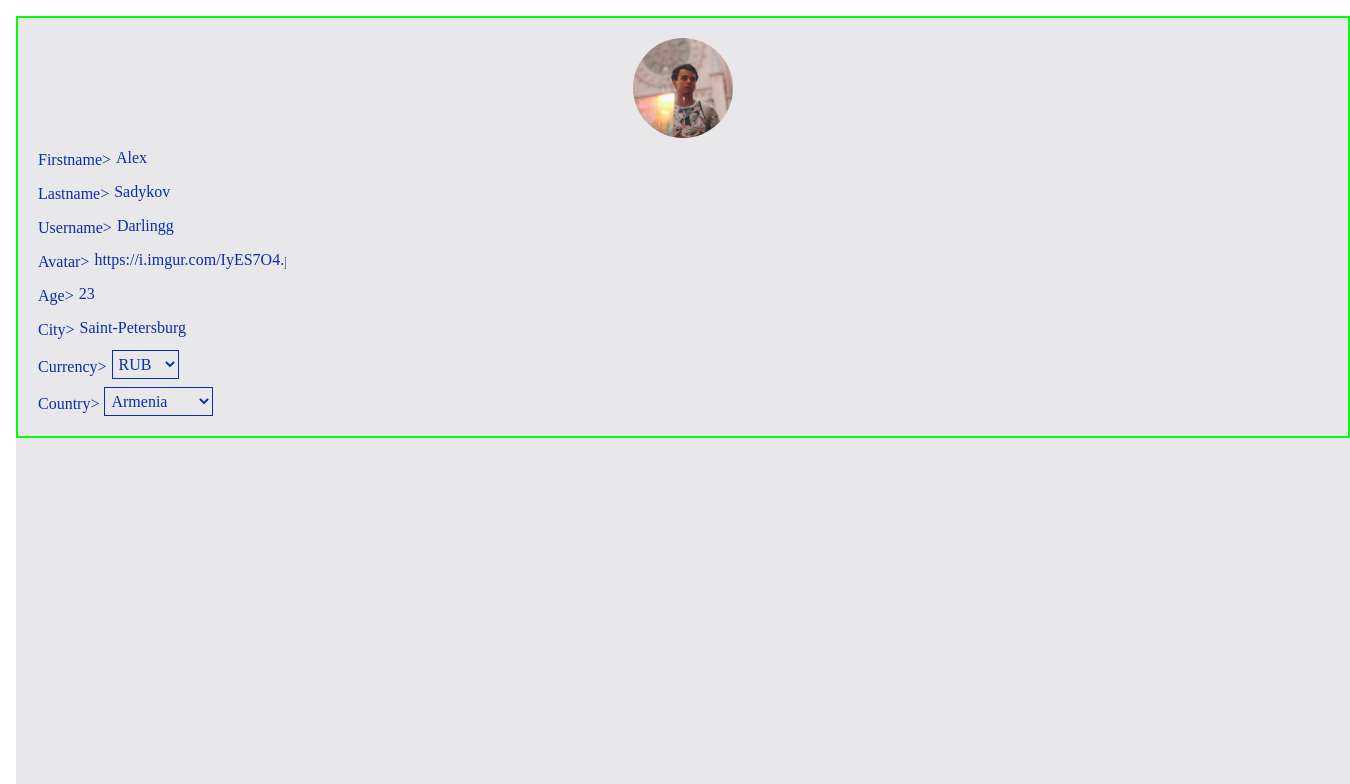 Firstname> Alex
Lastname> Sadykov
Username> Darlingg
Avatar> https://i.imgur.com/IyES7O4.
Age> 23
City> Saint-Petersburg
Currency> RUB
Country> Armenia